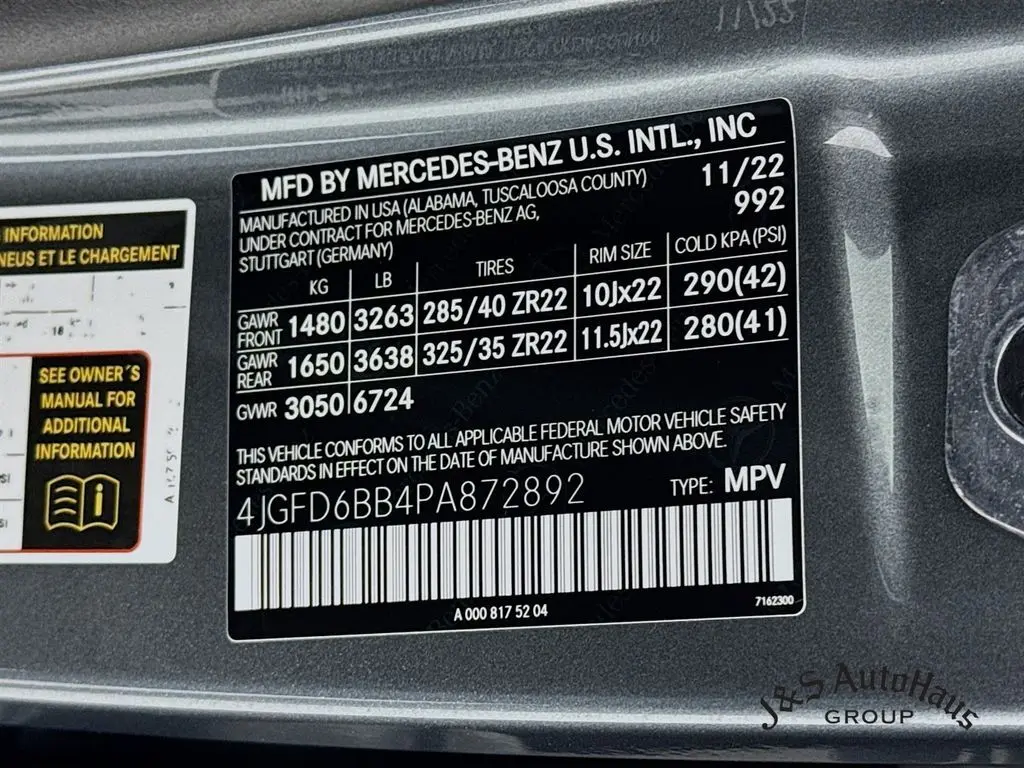 MFD BY MERCEDES-BENZ U.S. INTL., INC
MANUFACTURED IN USA (ALABAMA, TUSCALOOSA COUNTY) 11/22
UNDER CONTRACT FOR MERCEDES-BENZ AG, 992
STUTTGART (GERMANY)
KG LB TIRES RIM SIZE COLD KPA (PSI)
GAWR FRONT 1480 3263 285/40 ZR22 10Jx22 290(42)
GAWR REAR 1650 3638 325/35 ZR22 11.5Jx22 280(41)
GVWR 3050 6724
THIS VEHICLE CONFORMS TO ALL APPLICABLE FEDERAL MOTOR VEHICLE SAFETY
STANDARDS IN EFFECT ON THE DATE OF MANUFACTURE SHOWN ABOVE.
4JGFD6BB4PA872892 TYPE: MPV
A 000 817 52 04 7162300
INFORMATION
NEUS ET LE CHARGEMENT
18
SEE OWNER´S
MANUAL FOR
ADDITIONAL
INFORMATION
J&S AutoHaus
GROUP